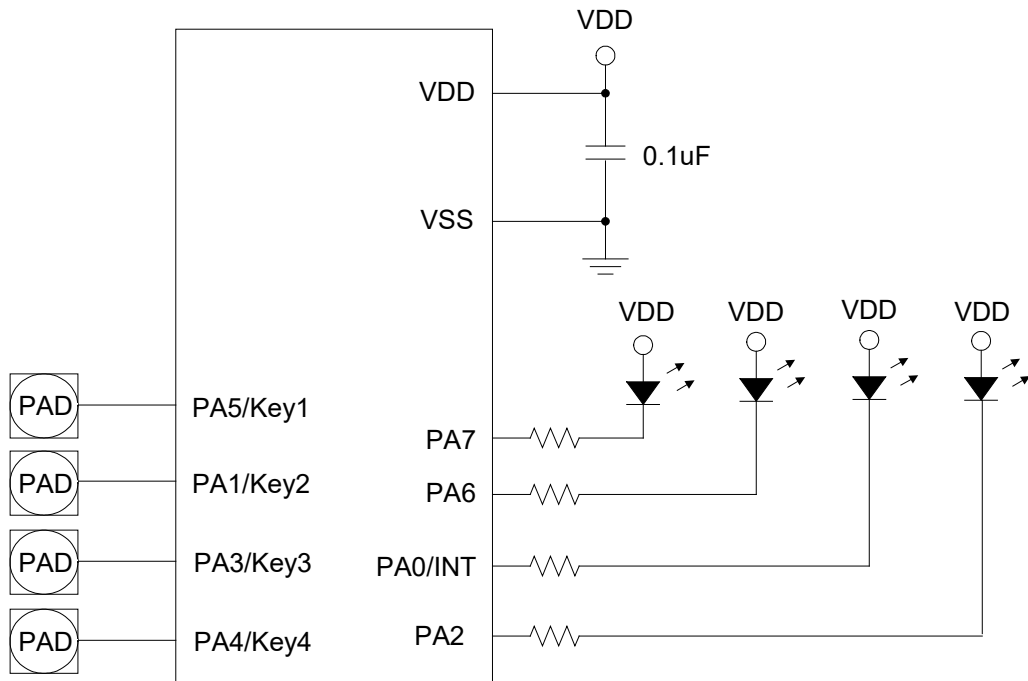 VDD
VDD
0.1uF
VSS
VDD VDD VDD VDD
PAD PA5/Key1
PA7
PAD PA1/Key2 PA6
PAD PA3/Key3 PA0/INT
PAD PA4/Key4 PA2